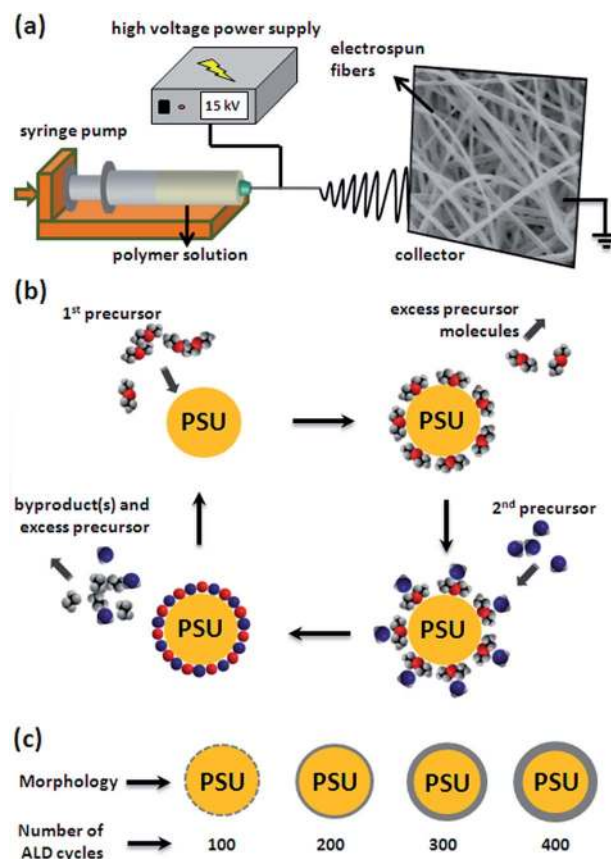 (a)
high voltage power supply
15 kV
electrospun
fibers
syringe pump
polymer solution
collector
(b)
1st precursor
PSU
excess precursor
molecules
PSU
2nd precursor
PSU
byproduct(s) and
excess precursor
PSU
(c)
Morphology
PSU PSU PSU PSU
Number of
ALD cycles
100 200 300 400